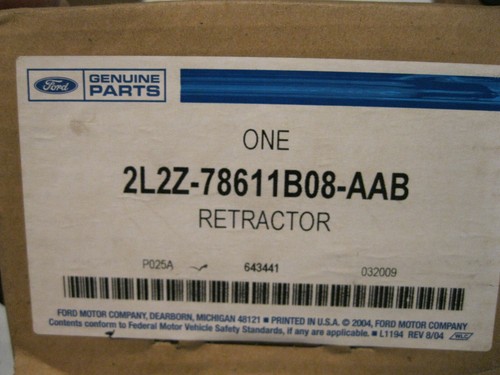 Ford GENUINE PARTS
ONE
2L2Z-78611B08-AAB
RETRACTOR
P025A 643441 032009
FORD MOTOR COMPANY, DEARBORN, MICHIGAN 48121 ■ PRINTED IN U.S.A. © 2004, FORD MOTOR COMPANY
Contents conform to Federal Motor Vehicle Safety Standards, if any are applicable. ■ L1194 REV 8/04